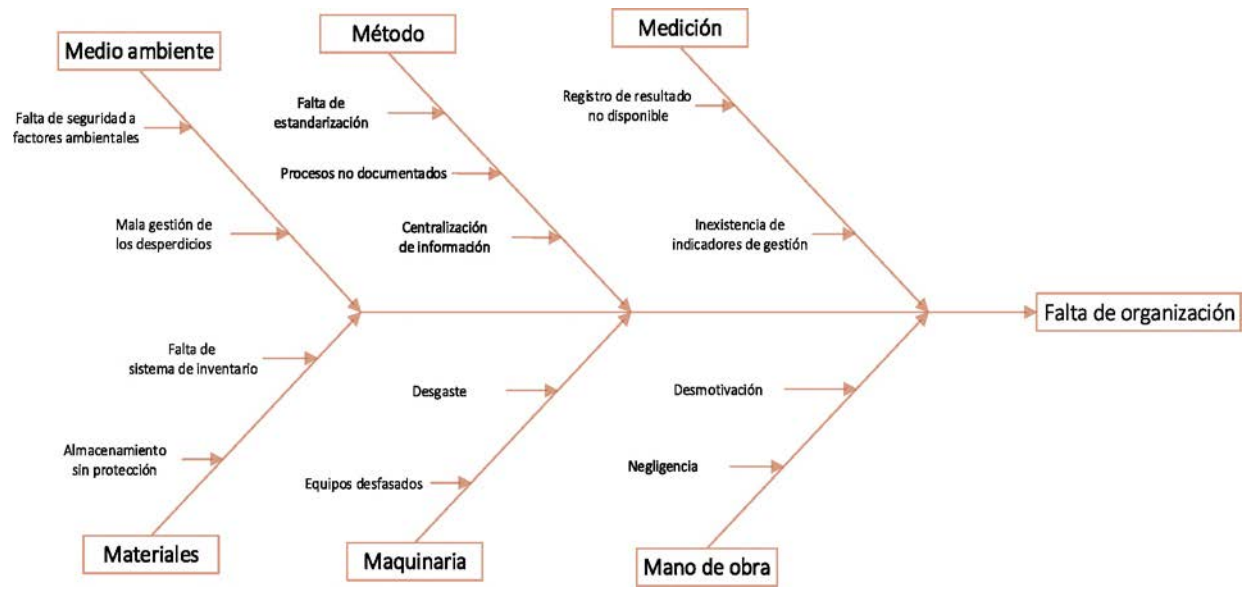 Medio ambiente
Método
Medición
Falta de seguridad a
factores ambientales
Mala gestión de
los desperdicios
Falta de
estandarización
Procesos no documentados
Centralización
de información
Registro de resultado
no disponible
Inexistencia de
indicadores de gestión
Falta de organización
Falta de
sistema de inventario
Almacenamiento
sin protección
Desgaste
Equipos desfasados
Desmotivación
Negligencia
Materiales
Maquinaria
Mano de obra